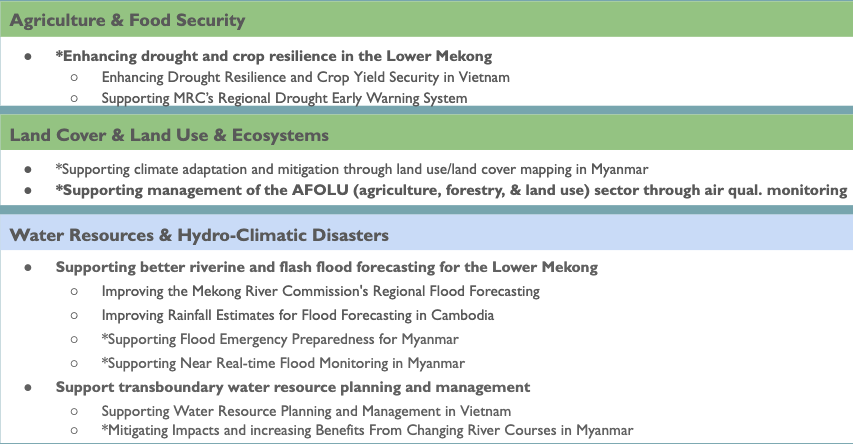 Agriculture & Food Security
● *Enhancing drought and crop resilience in the Lower Mekong
○ Enhancing Drought Resilience and Crop Yield Security in Vietnam
○ Supporting MRC's Regional Drought Early Warning System
Land Cover & Land Use & Ecosystems
● *Supporting climate adaptation and mitigation through land use/land cover mapping in Myanmar
● *Supporting management of the AFOLU (agriculture, forestry, & land use) sector through air qual. monitoring
Water Resources & Hydro-Climatic Disasters
● Supporting better riverine and flash flood forecasting for the Lower Mekong
○ Improving the Mekong River Commission's Regional Flood Forecasting
○ Improving Rainfall Estimates for Flood Forecasting in Cambodia
○ *Supporting Flood Emergency Preparedness for Myanmar
○ *Supporting Near Real-time Flood Monitoring in Myanmar
● Support transboundary water resource planning and management
○ Supporting Water Resource Planning and Management in Vietnam
○ *Mitigating Impacts and increasing Benefits From Changing River Courses in Myanmar